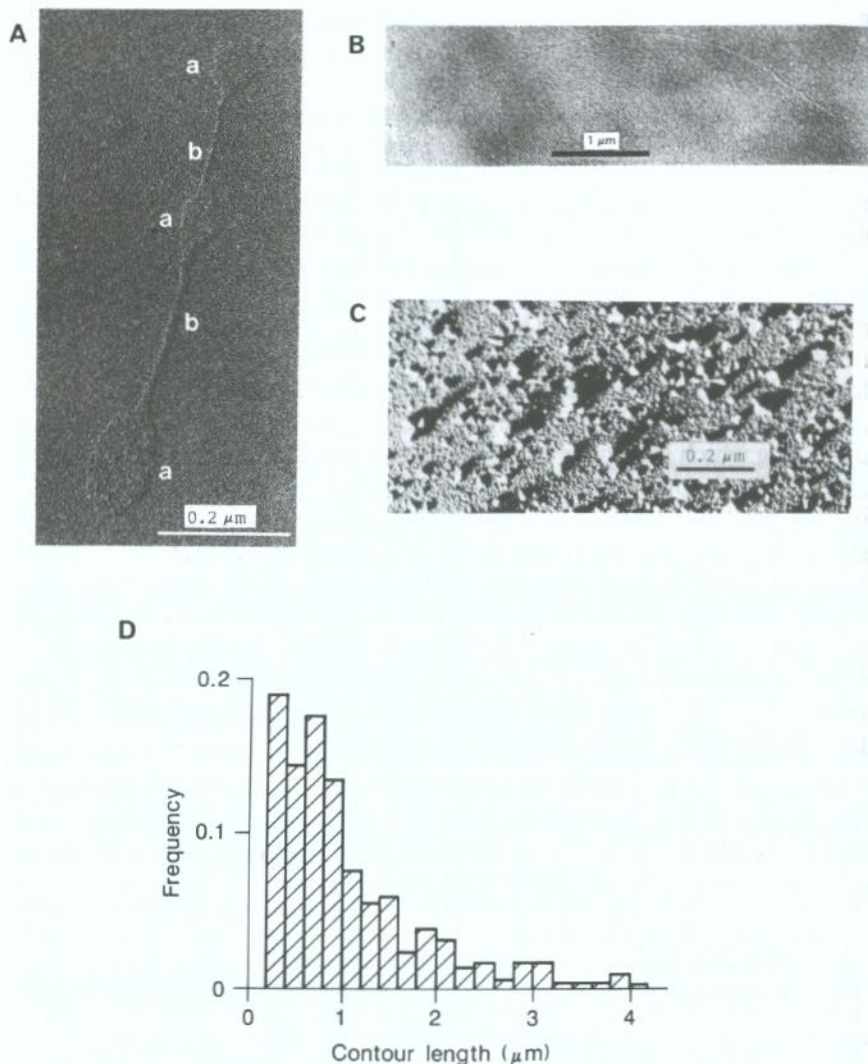 A
a
b
a
b
a
0.2 μm
B
1 μm
C
0.2 μm
D
0.2
0.1
0
Frequency
0 1 2 3 4
Contour length (μm)